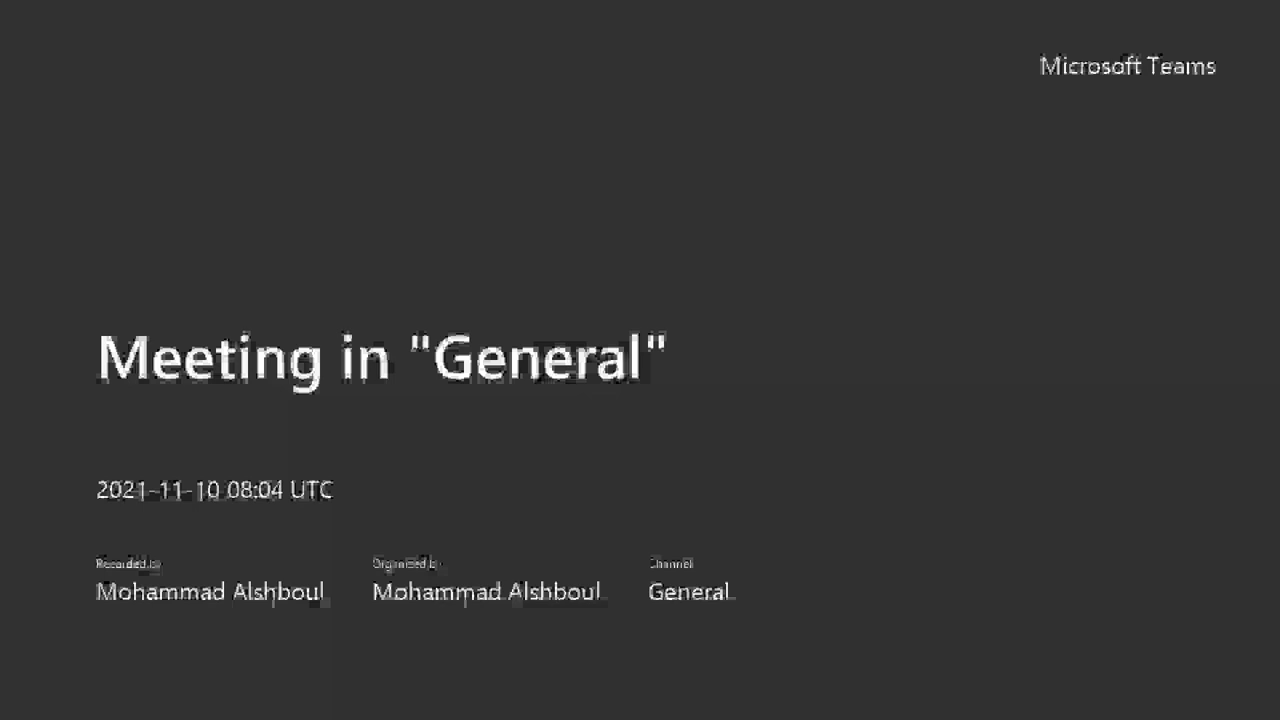 Microsoft Teams
Meeting in "General"
2021-11-10 08:04 UTC
Recorded by Organized by Channel
Mohammad Alshboul Mohammad Alshboul General